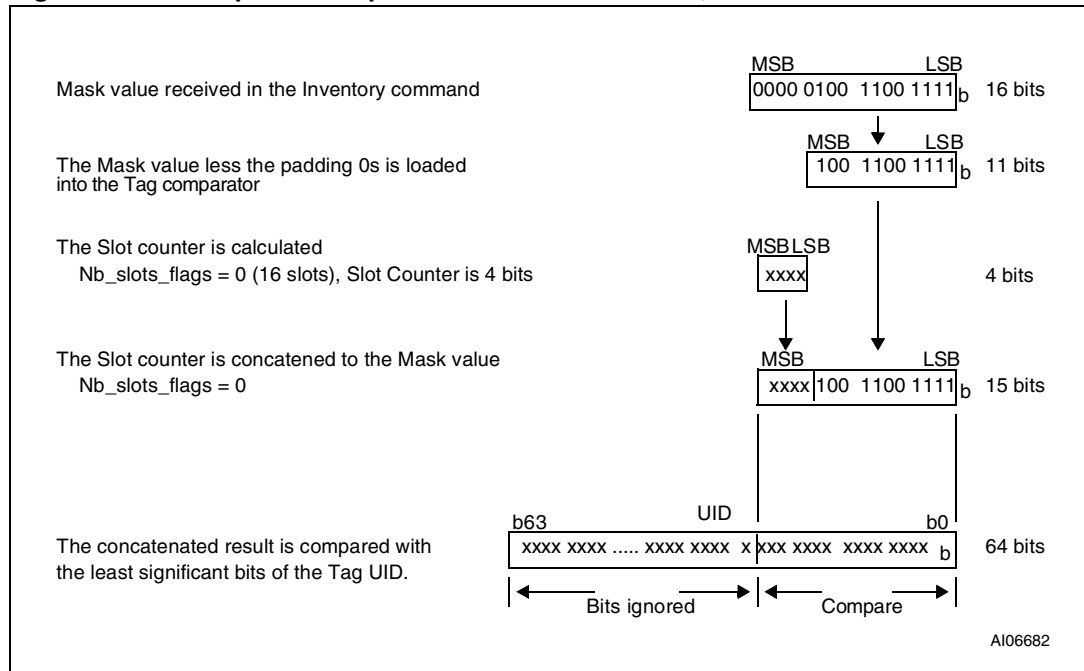 MSB LSB
Mask value received in the Inventory command 0000 0100 1100 1111 b 16 bits
MSB LSB
The Mask value less the padding 0s is loaded
into the Tag comparator
100 1100 1111 b 11 bits
The Slot counter is calculated
MSB LSB
Nb_slots_flags = 0 (16 slots), Slot Counter is 4 bits
xxxx 4 bits
The Slot counter is concatened to the Mask value
MSB LSB
Nb_slots_flags = 0
xxxx 100 1100 1111 b 15 bits
UID
b63 b0
The concatenated result is compared with
the least significant bits of the Tag UID.
xxxx xxxx ..... xxxx xxxx x xxx xxxx xxxx xxxx b 64 bits
Bits ignored Compare
AI06682